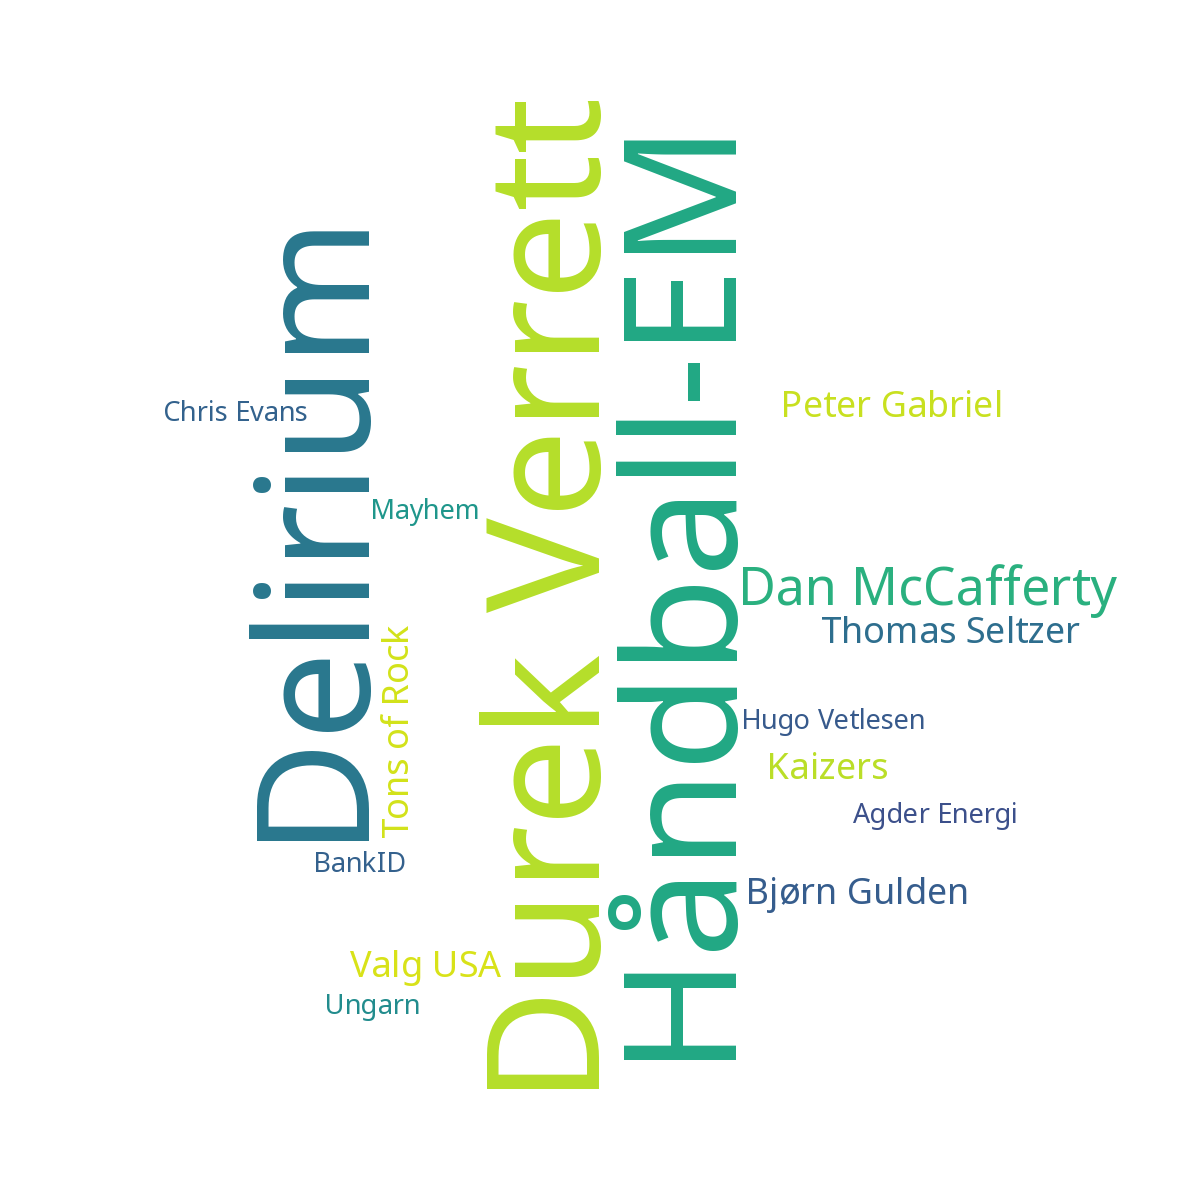 Delirium
Durek Verrett
Håndball-EM
Chris Evans
Peter Gabriel
Mayhem
Dan McCafferty
Thomas Seltzer
Tons of Rock
Hugo Vetlesen
Kaizers
Agder Energi
BankID
Bjørn Gulden
Valg USA
Ungarn